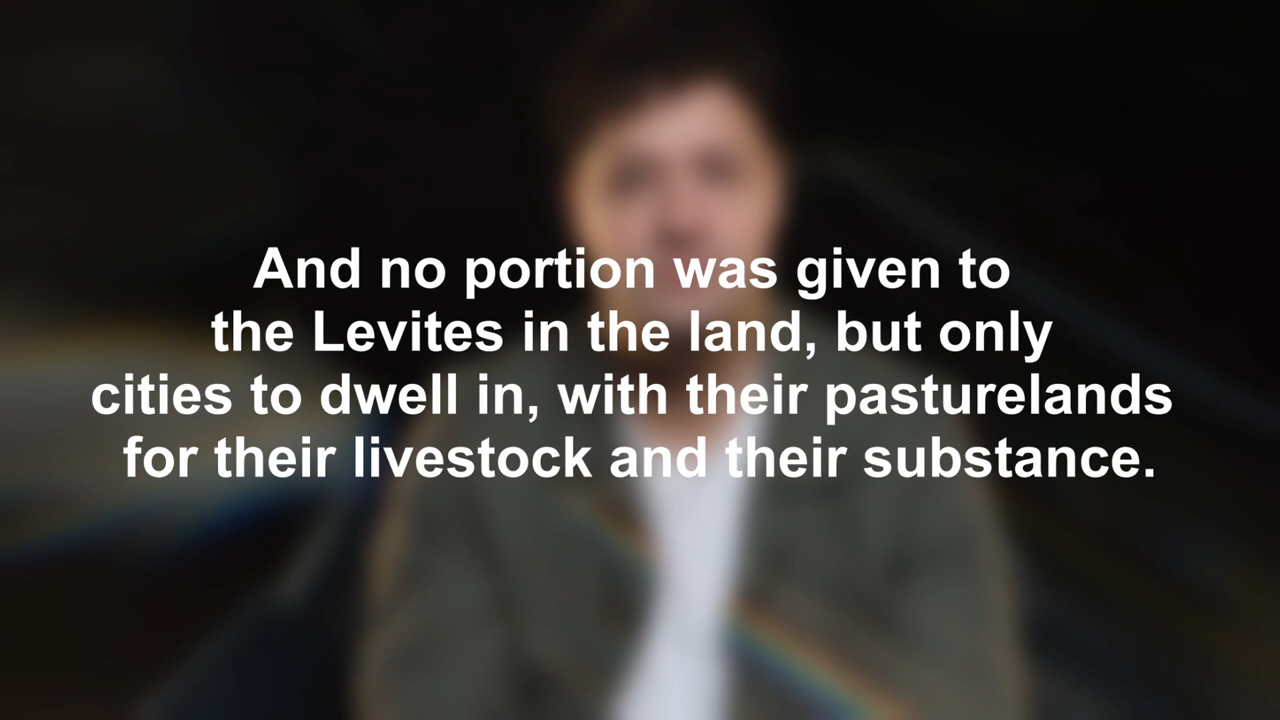 And no portion was given to
the Levites in the land, but only
cities to dwell in, with their pasturelands
for their livestock and their substance.